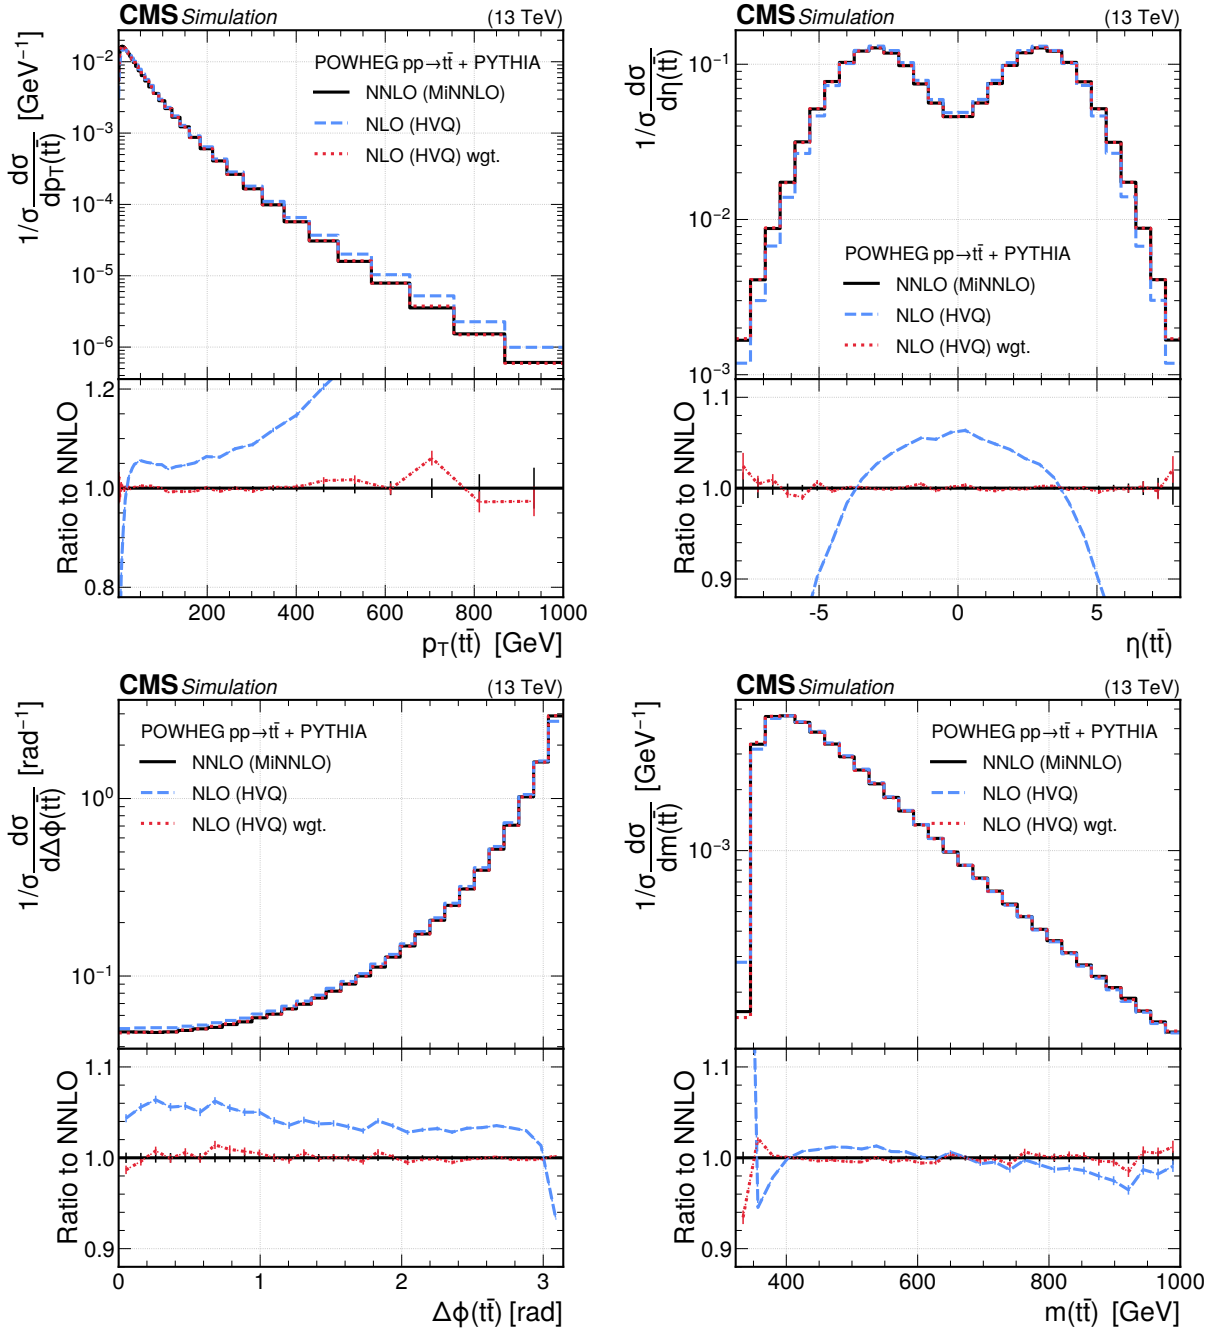 CMS Simulation (13 TeV)
1/σ dσ/dpT(tt̄) [GeV⁻¹]
POWHEG pp→tt̄ + PYTHIA
NNLO (MiNNLO)
NLO (HVQ)
NLO (HVQ) wgt.
10⁻²
10⁻³
10⁻⁴
10⁻⁵
10⁻⁶
Ratio to NNLO
1.2
1.0
0.8
0 200 400 600 800 1000
pT(tt̄) [GeV]
CMS Simulation (13 TeV)
1/σ dσ/dη(tt̄)
10⁻¹
10⁻²
10⁻³
POWHEG pp→tt̄ + PYTHIA
NNLO (MiNNLO)
NLO (HVQ)
NLO (HVQ) wgt.
Ratio to NNLO
1.1
1.0
0.9
-5 0 5
η(tt̄)
CMS Simulation (13 TeV)
1/σ dσ/dΔϕ(tt̄) [rad⁻¹]
POWHEG pp→tt̄ + PYTHIA
NNLO (MiNNLO)
NLO (HVQ)
NLO (HVQ) wgt.
10⁰
10⁻¹
Ratio to NNLO
1.1
1.0
0.9
0 1 2 3
Δϕ(tt̄) [rad]
CMS Simulation (13 TeV)
1/σ dσ/dm(tt̄) [GeV⁻¹]
POWHEG pp→tt̄ + PYTHIA
NNLO (MiNNLO)
NLO (HVQ)
NLO (HVQ) wgt.
10⁻³
Ratio to NNLO
1.1
1.0
0.9
400 600 800 1000
m(tt̄) [GeV]